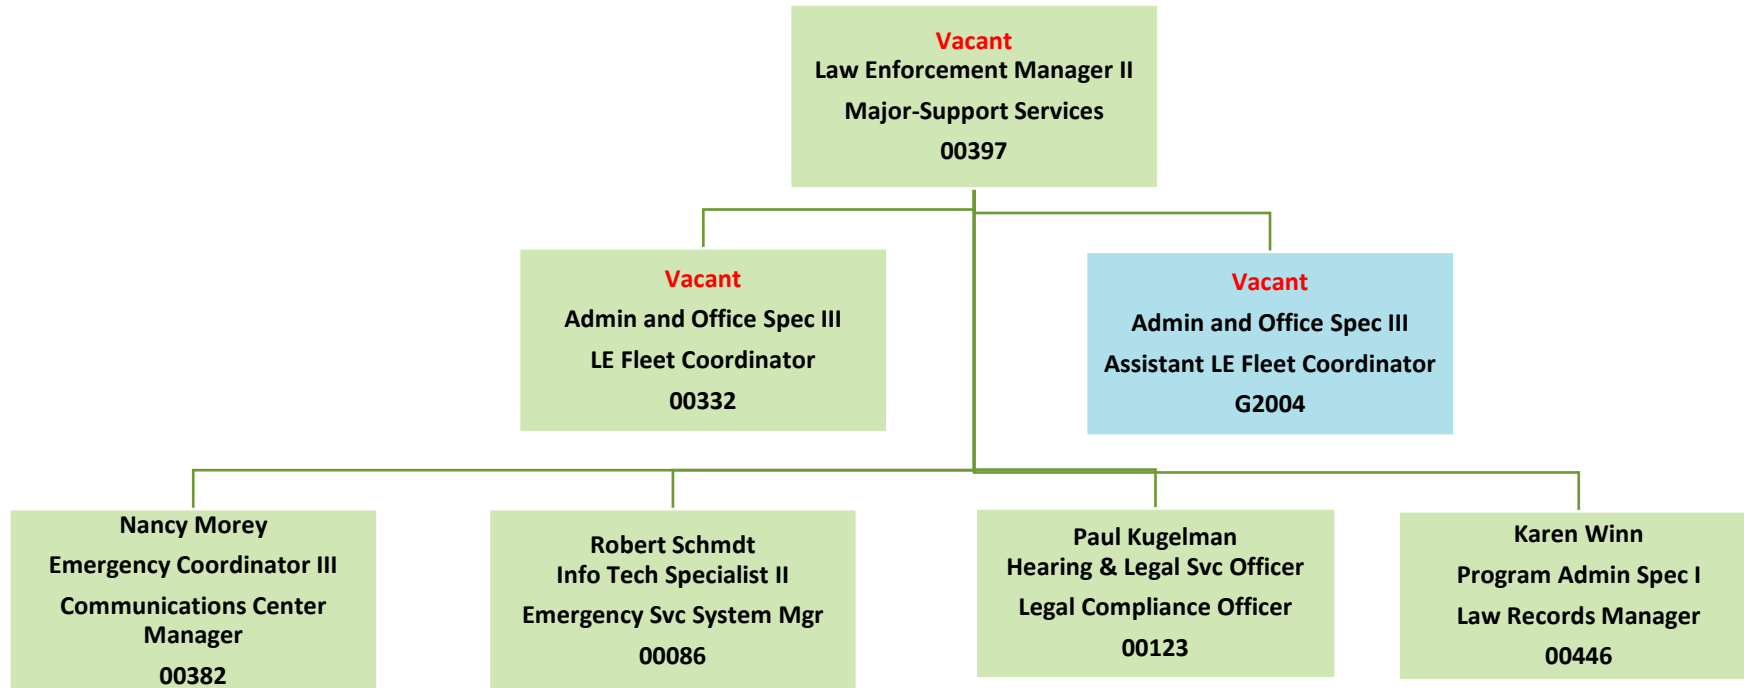 Vacant
Law Enforcement Manager II
Major-Support Services
00397
Vacant
Admin and Office Spec III
LE Fleet Coordinator
00332
Vacant
Admin and Office Spec III
Assistant LE Fleet Coordinator
G2004
Nancy Morey
Emergency Coordinator III
Communications Center
Manager
00382
Robert Schmdt
Info Tech Specialist II
Emergency Svc System Mgr
00086
Paul Kugelman
Hearing & Legal Svc Officer
Legal Compliance Officer
00123
Karen Winn
Program Admin Spec I
Law Records Manager
00446